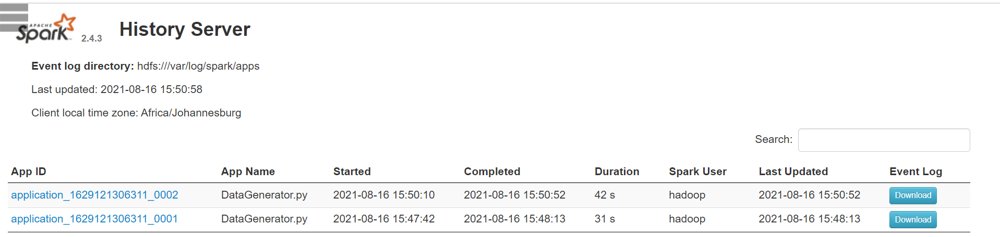 APACHE
Spark 2.4.3 History Server
Event log directory: hdfs:///var/log/spark/apps
Last updated: 2021-08-16 15:50:58
Client local time zone: Africa/Johannesburg
Search:
App ID App Name Started Completed Duration Spark User Last Updated Event Log
application_1629121306311_0002 DataGenerator.py 2021-08-16 15:50:10 2021-08-16 15:50:52 42 s hadoop 2021-08-16 15:50:52 Download
application_1629121306311_0001 DataGenerator.py 2021-08-16 15:47:42 2021-08-16 15:48:13 31 s hadoop 2021-08-16 15:48:13 Download